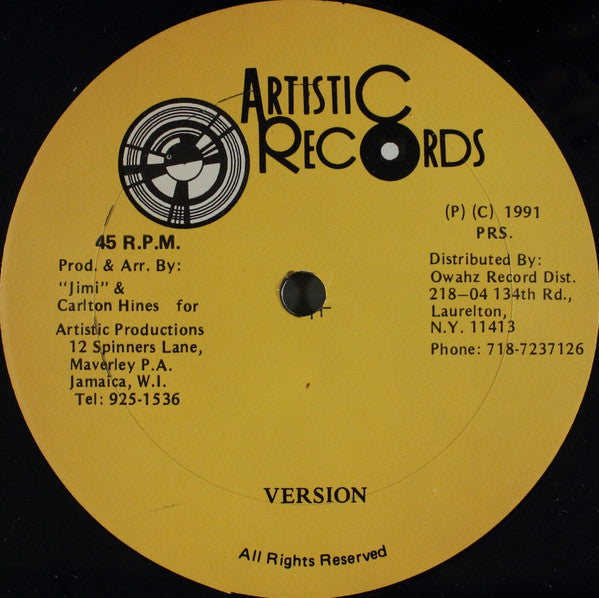 ARTISTIC
RECORDS
45 R.P.M.
Prod. & Arr. By:
"Jimi" &
Carlton Hines for
Artistic Productions
12 Spinners Lane,
Maverley P.A.
Jamaica, W.I.
Tel: 925-1536
(P) (C) 1991
PRS.
Distributed By:
Owahz Record Dist.
218—04 134th Rd.,
Laurelton,
N.Y. 11413
Phone: 718-7237126
VERSION
All Rights Reserved